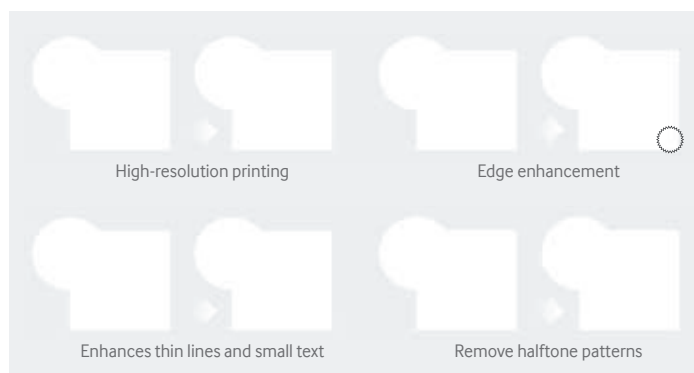 High-resolution printing
Edge enhancement
Enhances thin lines and small text
Remove halftone patterns